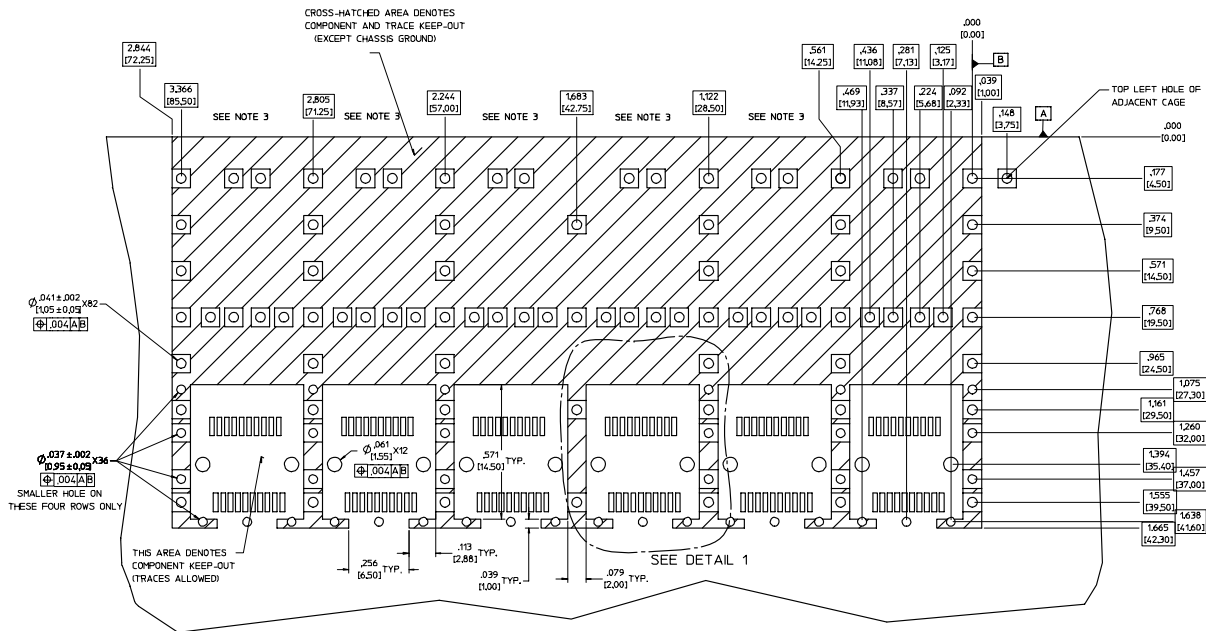 CROSS-HATCHED AREA DENOTES
COMPONENT AND TRACE KEEP-OUT
(EXCEPT CHASSIS GROUND)
2.844
[72.25]
3.366
[85.50]
SEE NOTE 3
2.805
[71.25]
SEE NOTE 3
2.244
[57.00]
1.683
[42.75]
SEE NOTE 3
1.122
[28.50]
SEE NOTE 3
.561
[14.25]
.469
[11.93]
.436
[11.08]
.337
[8.57]
.281
[7.13]
.224
[5.68]
.125
[3.17]
.092
[2.33]
.000
[0.00]
B
.039
[1.00]
.148
[3.75]
A
TOP LEFT HOLE OF
ADJACENT CAGE
.000
[0.00]
.177
[4.50]
.374
[9.50]
.571
[14.50]
.768
[19.50]
.965
[24.50]
1.075
[27.30]
1.161
[29.50]
1.260
[32.00]
1.394
[35.40]
1.457
[37.00]
1.555
[39.50]
1.638
[41.60]
1.665
[42.30]
Ø .041±.002 X82
[1.05±0.05]
⌖ .004 A B
Ø .037±.002 X36
[0.95±0.05]
⌖ .004 A B
SMALLER HOLE ON
THESE FOUR ROWS ONLY
Ø .061 X12
[1.55]
⌖ .004 A B
.571
[14.50] TYP.
THIS AREA DENOTES
COMPONENT KEEP-OUT
(TRACES ALLOWED)
.256
[6.50] TYP.
.113
[2.88] TYP.
.039
[1.00] TYP.
.079
[2.00] TYP.
SEE DETAIL 1